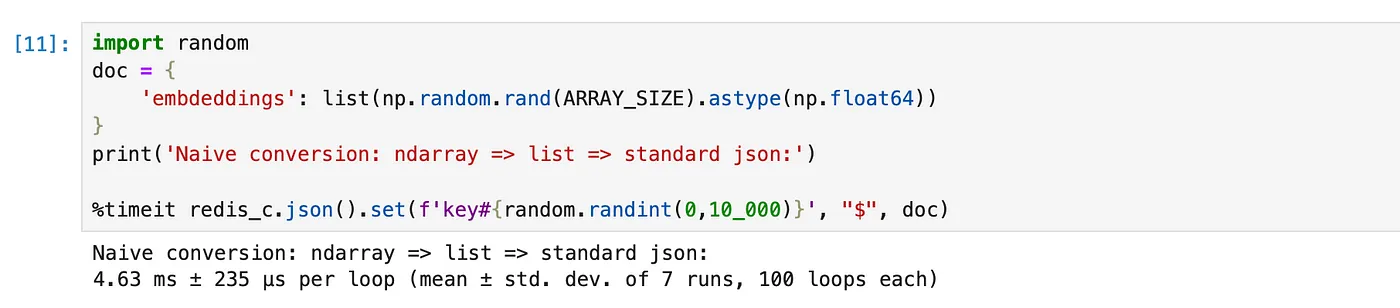 [11]: import random
doc = {
    'embdeddings': list(np.random.rand(ARRAY_SIZE).astype(np.float64))
}
print('Naive conversion: ndarray => list => standard json:')

%timeit redis_c.json().set(f'key#{random.randint(0,10_000)}', "$", doc)
Naive conversion: ndarray => list => standard json:
4.63 ms ± 235 µs per loop (mean ± std. dev. of 7 runs, 100 loops each)